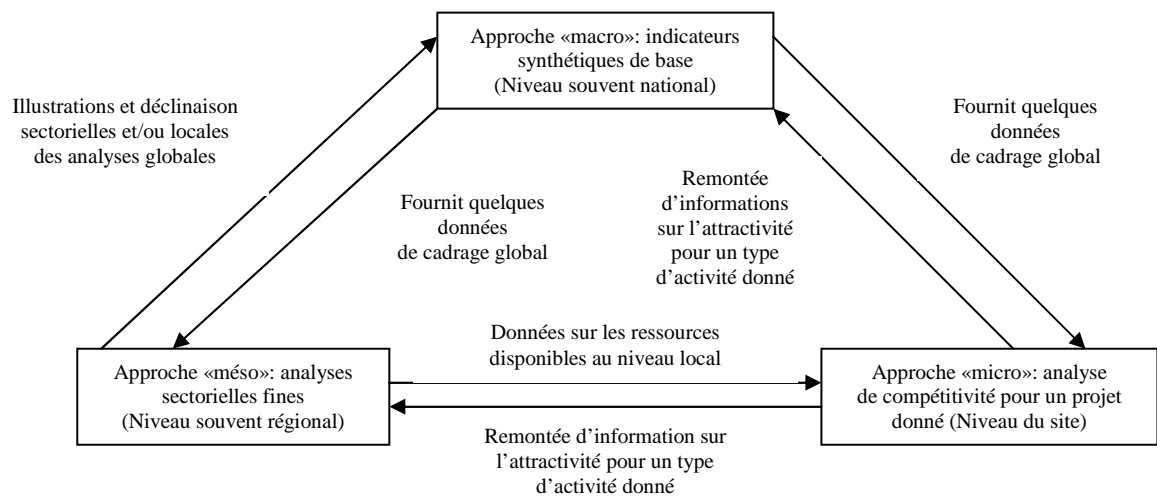 Approche «macro»: indicateurs
synthétiques de base
(Niveau souvent national)
Illustrations et déclinaison
sectorielles et/ou locales
des analyses globales
Fournit quelques
données
de cadrage global
Fournit quelques
données
de cadrage global
Remontée
d’informations
sur l’attractivité
pour un type
d’activité donné
Données sur les ressources
disponibles au niveau local
Approche «méso»: analyses
sectorielles fines
(Niveau souvent régional)
Approche «micro»: analyse
de compétitivité pour un projet
donné (Niveau du site)
Remontée d’information sur
l’attractivité pour un type
d’activité donné